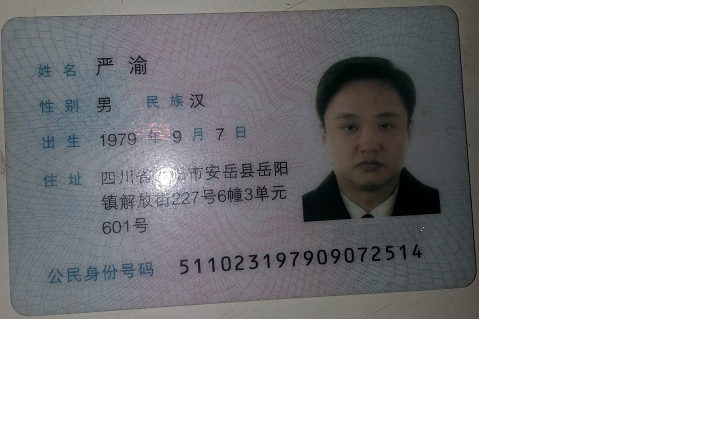 姓名 严渝
性别 男 民族 汉
出生 1979 年 9 月 7 日
住址 四川省 市安岳县岳阳
镇解放街227号6幢3单元
601号
公民身份号码 511023197909072514